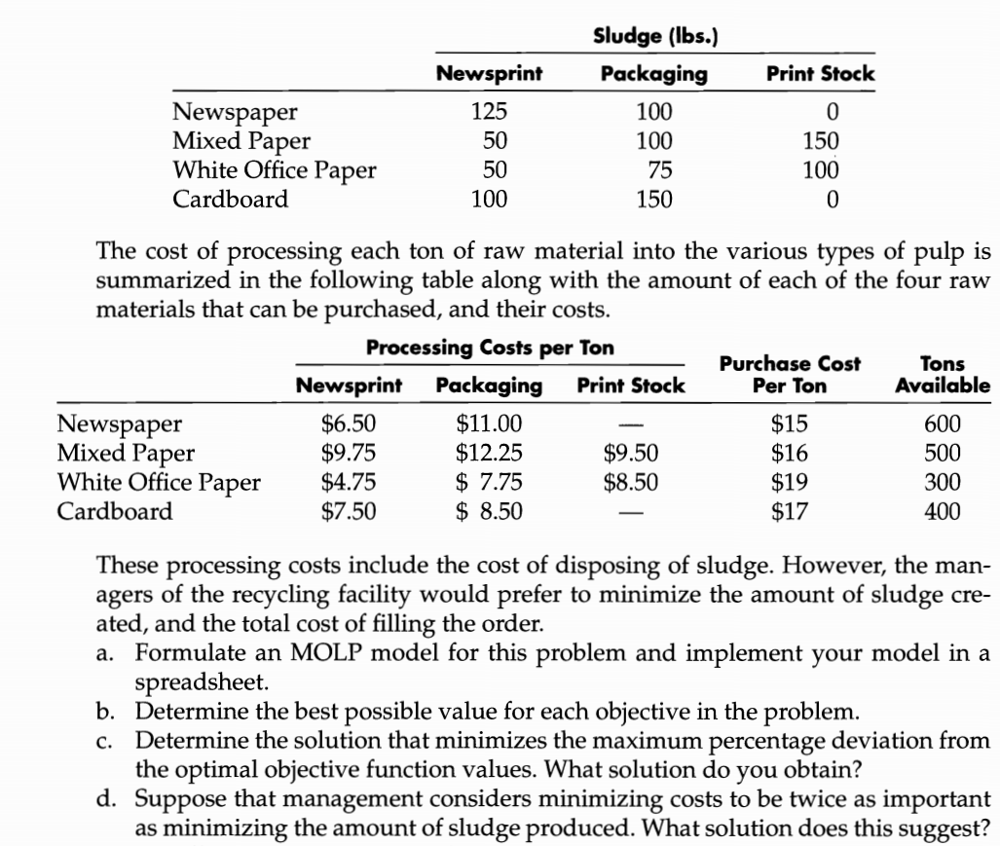 Sludge (lbs.)
Newsprint Packaging Print Stock
Newspaper 125 100 0
Mixed Paper 50 100 150
White Office Paper 50 75 100
Cardboard 100 150 0
The cost of processing each ton of raw material into the various types of pulp is
summarized in the following table along with the amount of each of the four raw
materials that can be purchased, and their costs.
Processing Costs per Ton
Purchase Cost Tons
Newsprint Packaging Print Stock Per Ton Available
Newspaper $6.50 $11.00 — $15 600
Mixed Paper $9.75 $12.25 $9.50 $16 500
White Office Paper $4.75 $ 7.75 $8.50 $19 300
Cardboard $7.50 $ 8.50 — $17 400
These processing costs include the cost of disposing of sludge. However, the man-
agers of the recycling facility would prefer to minimize the amount of sludge cre-
ated, and the total cost of filling the order.
a. Formulate an MOLP model for this problem and implement your model in a
spreadsheet.
b. Determine the best possible value for each objective in the problem.
c. Determine the solution that minimizes the maximum percentage deviation from
the optimal objective function values. What solution do you obtain?
d. Suppose that management considers minimizing costs to be twice as important
as minimizing the amount of sludge produced. What solution does this suggest?